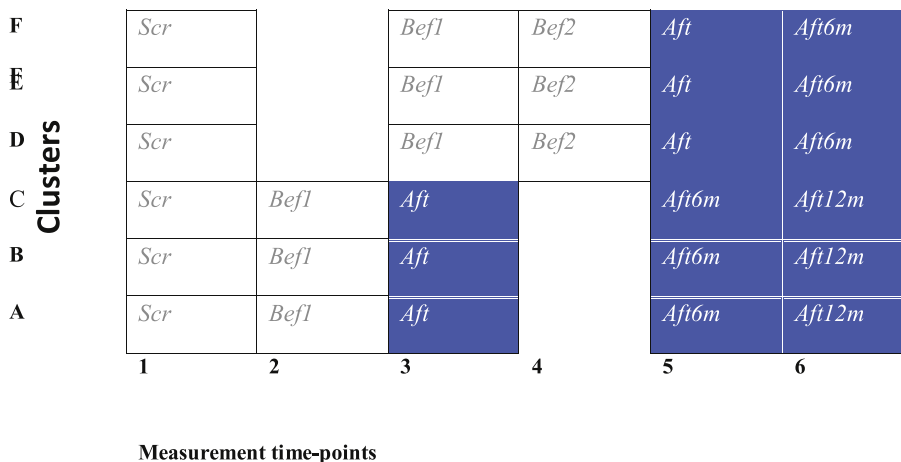 F Scr Bef1 Bef2 Aft Aft6m
E
E Scr Bef1 Bef2 Aft Aft6m
D Scr Bef1 Bef2 Aft Aft6m
Clusters
C Scr Bef1 Aft Aft6m Aft12m
B Scr Bef1 Aft Aft6m Aft12m
A Scr Bef1 Aft Aft6m Aft12m
1 2 3 4 5 6
Measurement time-points